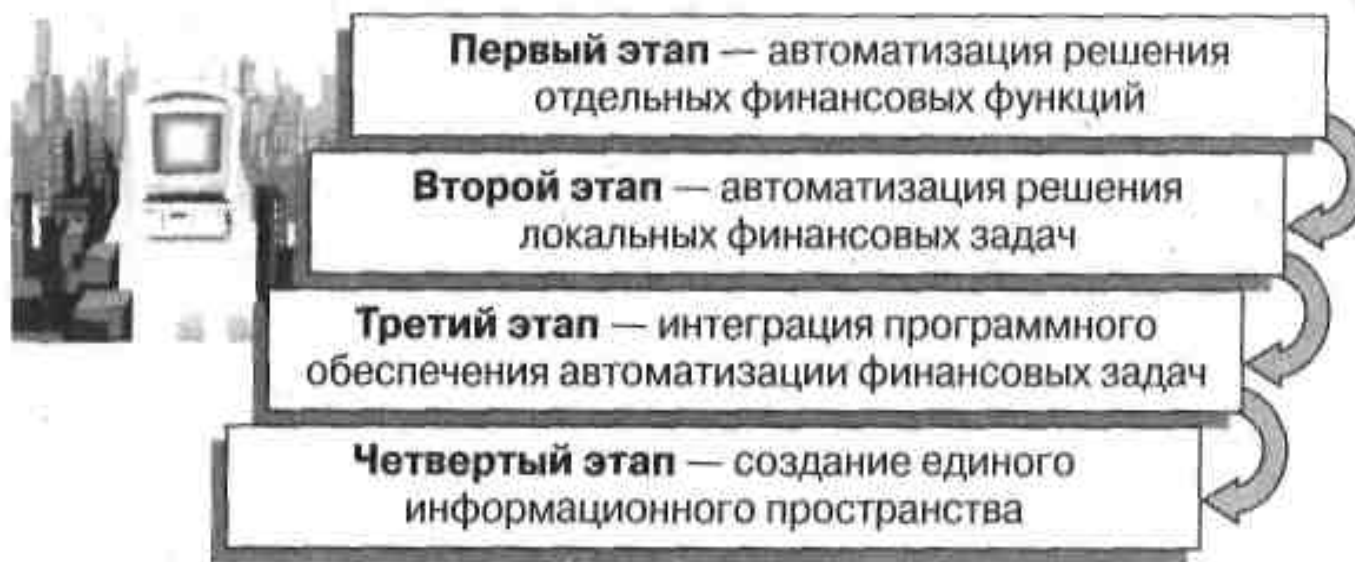 Первый этап — автоматизация решения
отдельных финансовых функций
Второй этап — автоматизация решения
локальных финансовых задач
Третий этап — интеграция программного
обеспечения автоматизации финансовых задач
Четвертый этап — создание единого
информационного пространства